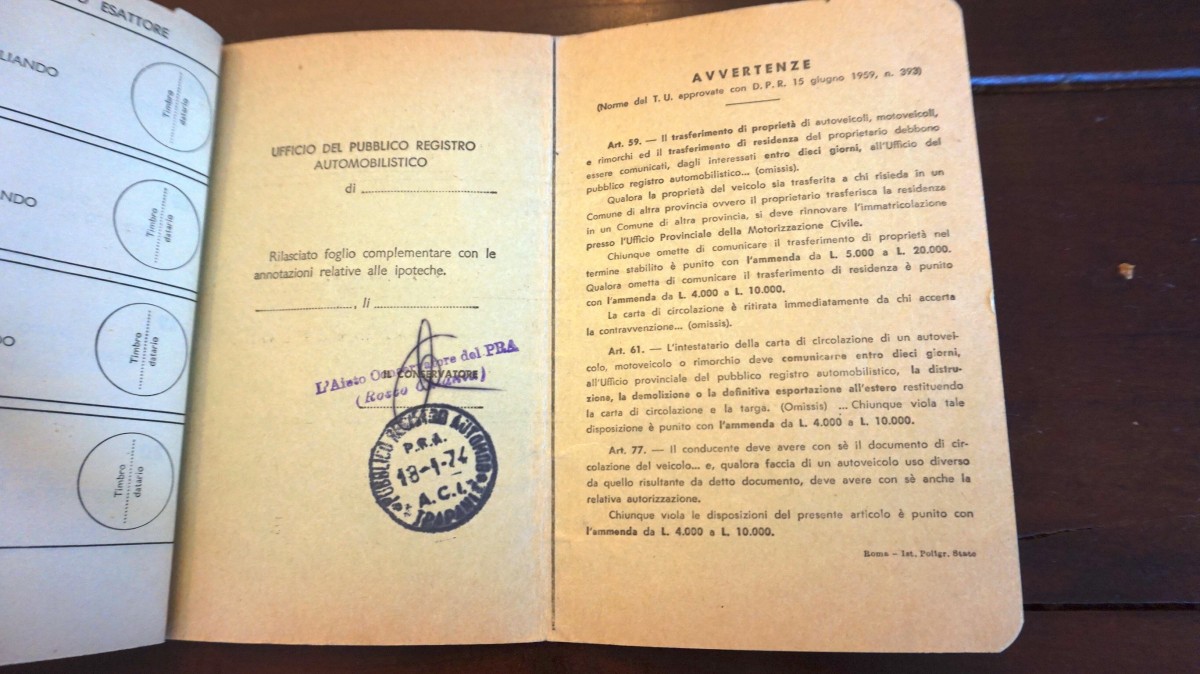 O ESATTORE
LIANDO
Timbro
datario
NDO
Timbro
datario
DO
Timbro
datario
Timbro
datario
UFFICIO DEL PUBBLICO REGISTRO
AUTOMOBILISTICO
di
Rilasciato foglio complementare con le
annotazioni relative alle ipoteche.
, li
L'Aiuto Conservatore del PRA
IL CONSERVATORE
(Rosso
PUBBLICO REGISTRO AUTOMOB
P.R.A.
18-1-74
A.C.I.
TRAPANI
AVVERTENZE
(Norme del T. U. approvate con D. P. R. 15 giugno 1959, n. 393)
Art. 59. — Il trasferimento di proprietà di autoveicoli, motoveicoli,
e rimorchi ed il trasferimento di residenza del proprietario debbono
essere comunicati, dagli interessati entro dieci giorni, all'Ufficio del
pubblico registro automobilistico... (omissis).
Qualora la proprietà del veicolo sia trasferita a chi risieda in un
Comune di altra provincia ovvero il proprietario trasferisca la residenza
in un Comune di altra provincia, si deve rinnovare l'immatricolazione
presso l'Ufficio Provinciale della Motorizzazione Civile.
Chiunque omette di comunicare il trasferimento di proprietà nel
termine stabilito è punito con l'ammenda da L. 5.000 a L. 20.000.
Qualora ometta di comunicare il trasferimento di residenza è punito
con l'ammenda da L. 4.000 a L. 10.000.
La carta di circolazione è ritirata immediatamente da chi accerta
la contravvenzione... (omissis).
Art. 61. — L'intestatario della carta di circolazione di un autovei-
colo, motoveicolo o rimorchio deve comunicare entro dieci giorni,
all'Ufficio provinciale del pubblico registro automobilistico, la distru-
zione, la demolizione o la definitiva esportazione all'estero restituendo
la carta di circolazione e la targa. (Omissis) ... Chiunque viola tale
disposizione è punito con l'ammenda da L. 4.000 a L. 10.000.
Art. 77. — Il conducente deve avere con sè il documento di cir-
colazione del veicolo... e, qualora faccia di un autoveicolo uso diverso
da quello risultante da detto documento, deve avere con sè anche la
relativa autorizzazione.
Chiunque viola le disposizioni del presente articolo è punito con
l'ammenda da L. 4.000 a L. 10.000.
Roma - Ist. Poligr. Stato